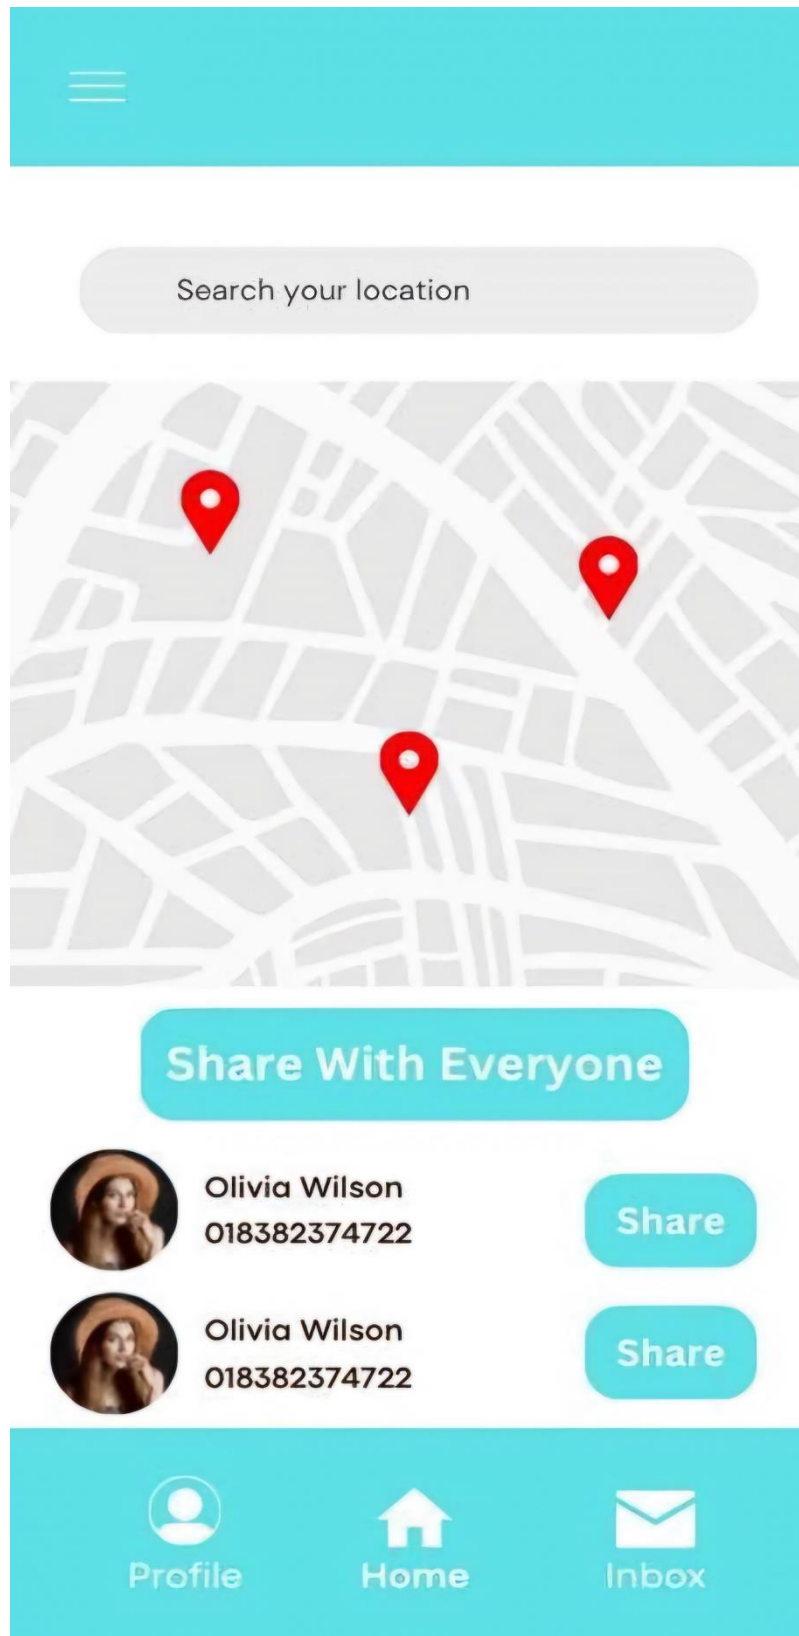 Search your location
Share With Everyone
Olivia Wilson
018382374722
Share
Olivia Wilson
018382374722
Share
Profile
Home
Inbox